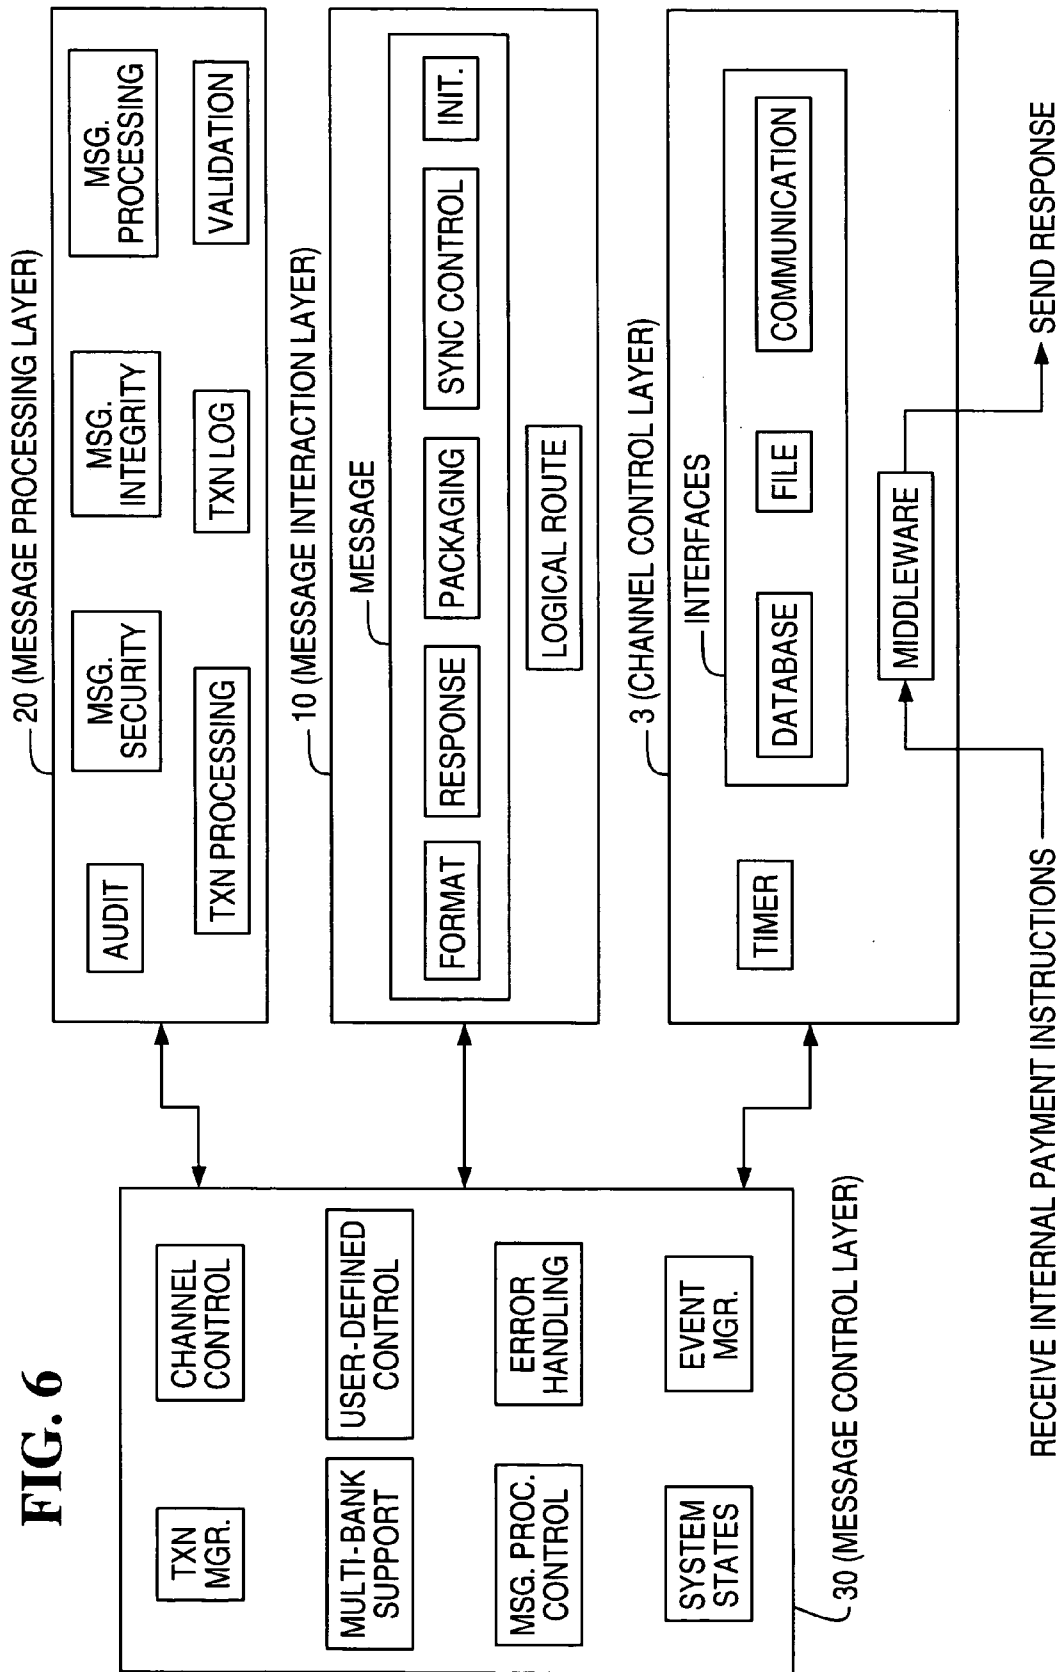 FIG. 6
TXN
MGR.
CHANNEL
CONTROL
MULTI-BANK
SUPPORT
USER-DEFINED
CONTROL
MSG. PROC.
CONTROL
ERROR
HANDLING
SYSTEM
STATES
EVENT
MGR.
30 (MESSAGE CONTROL LAYER)
20 (MESSAGE PROCESSING LAYER)
AUDIT
MSG.
SECURITY
MSG.
INTEGRITY
MSG.
PROCESSING
TXN PROCESSING
TXN LOG
VALIDATION
10 (MESSAGE INTERACTION LAYER)
MESSAGE
FORMAT
RESPONSE
PACKAGING
SYNC CONTROL
INIT.
LOGICAL ROUTE
3 (CHANNEL CONTROL LAYER)
INTERFACES
TIMER
DATABASE
FILE
COMMUNICATION
MIDDLEWARE
RECEIVE INTERNAL PAYMENT INSTRUCTIONS
SEND RESPONSE